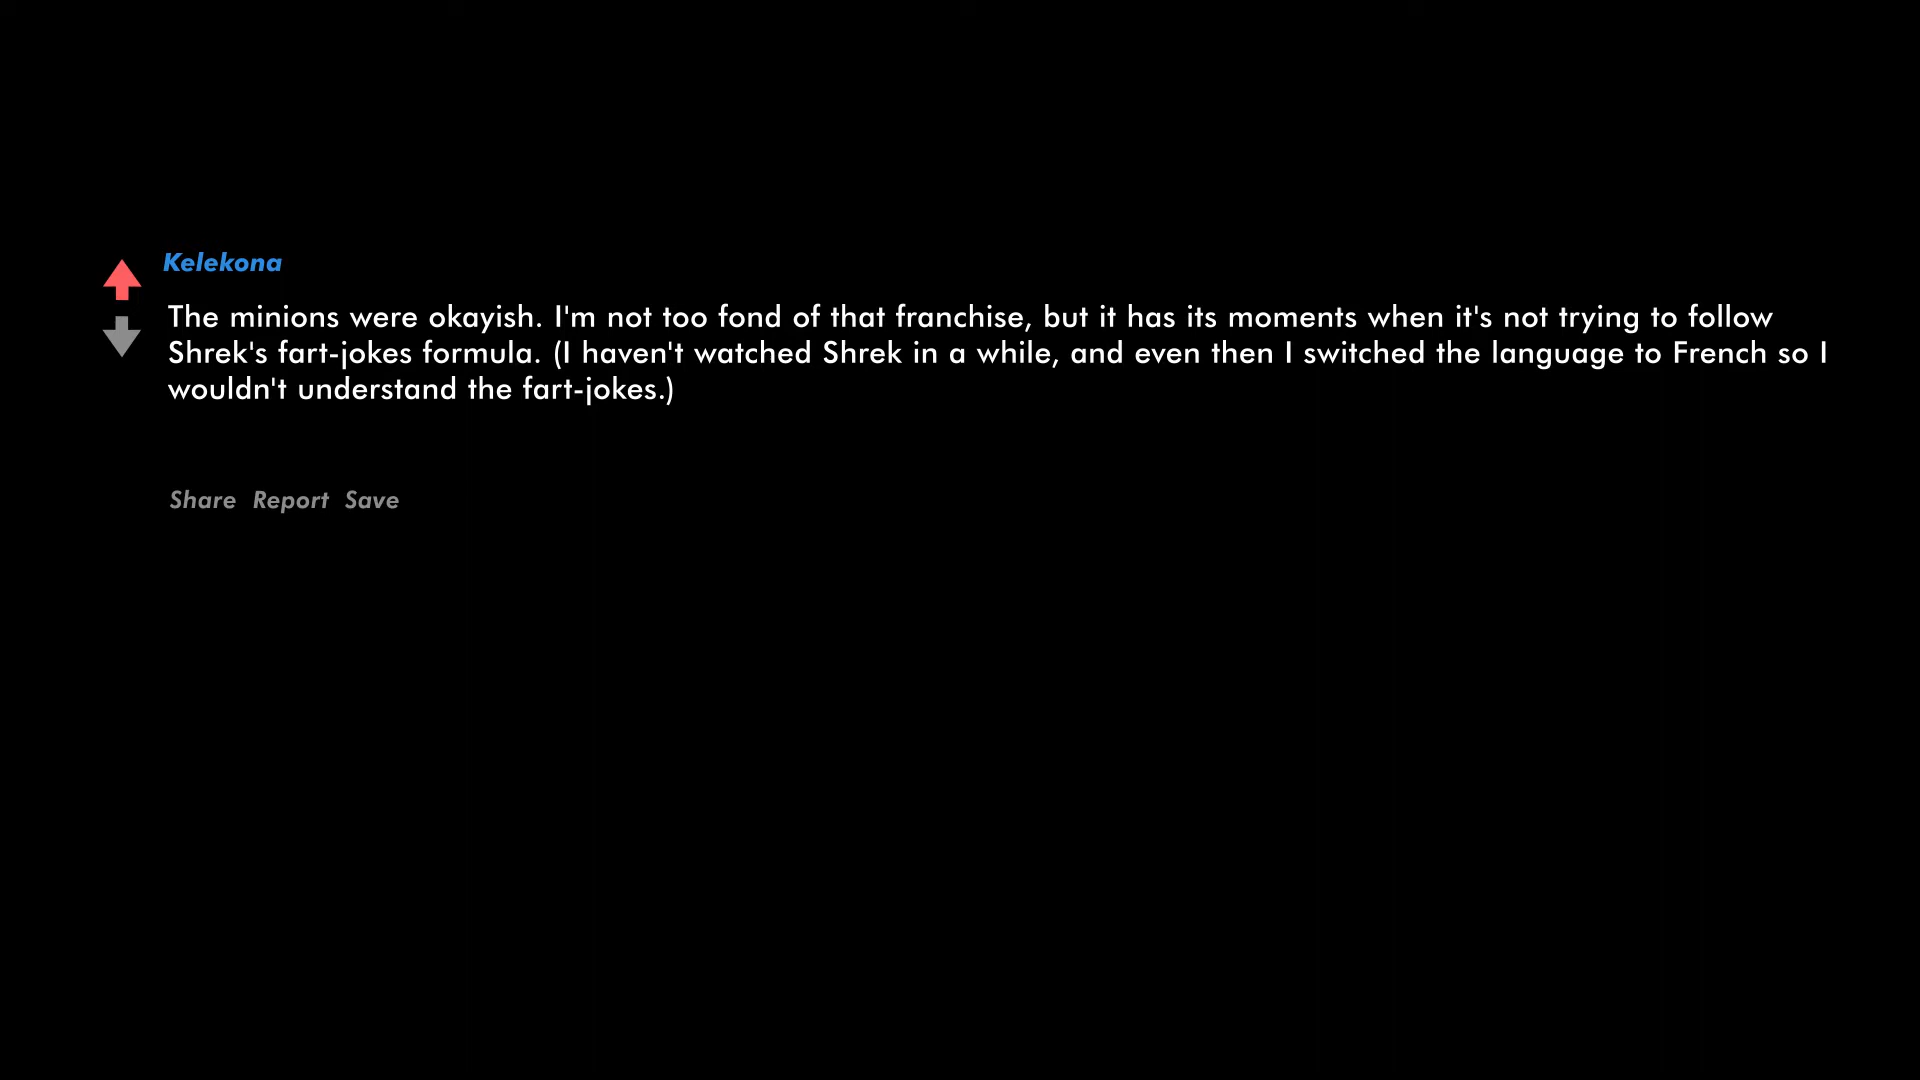 Kelekona
The minions were okayish. I'm not too fond of that franchise, but it has its moments when it's not trying to follow
Shrek's fart-jokes formula. (I haven't watched Shrek in a while, and even then I switched the language to French so I
wouldn't understand the fart-jokes.)
Share Report Save